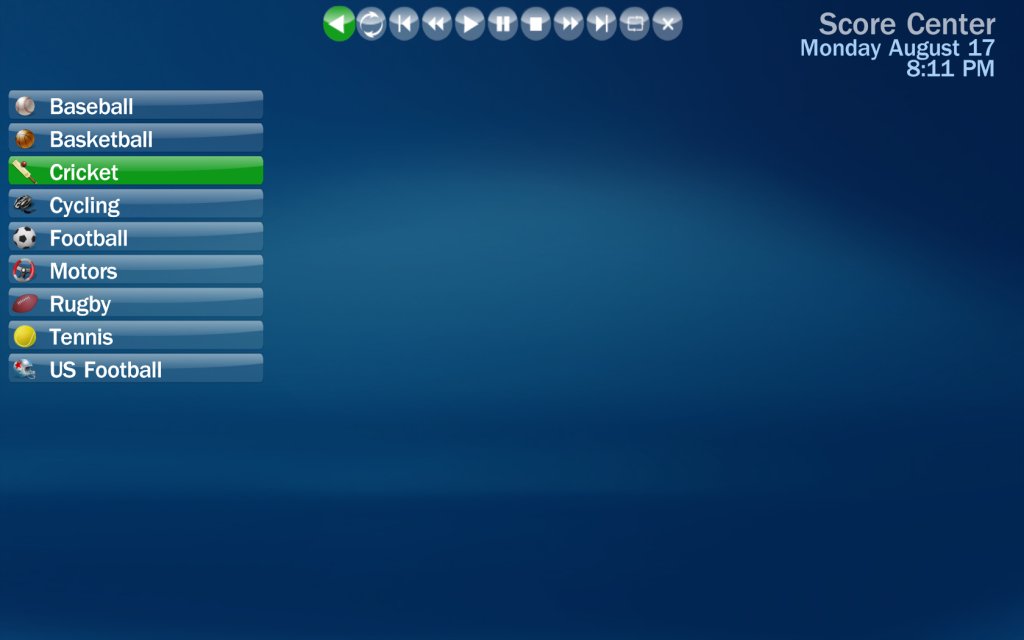 Score Center
Monday August 17
8:11 PM
Baseball
Basketball
Cricket
Cycling
Football
Motors
Rugby
Tennis
US Football